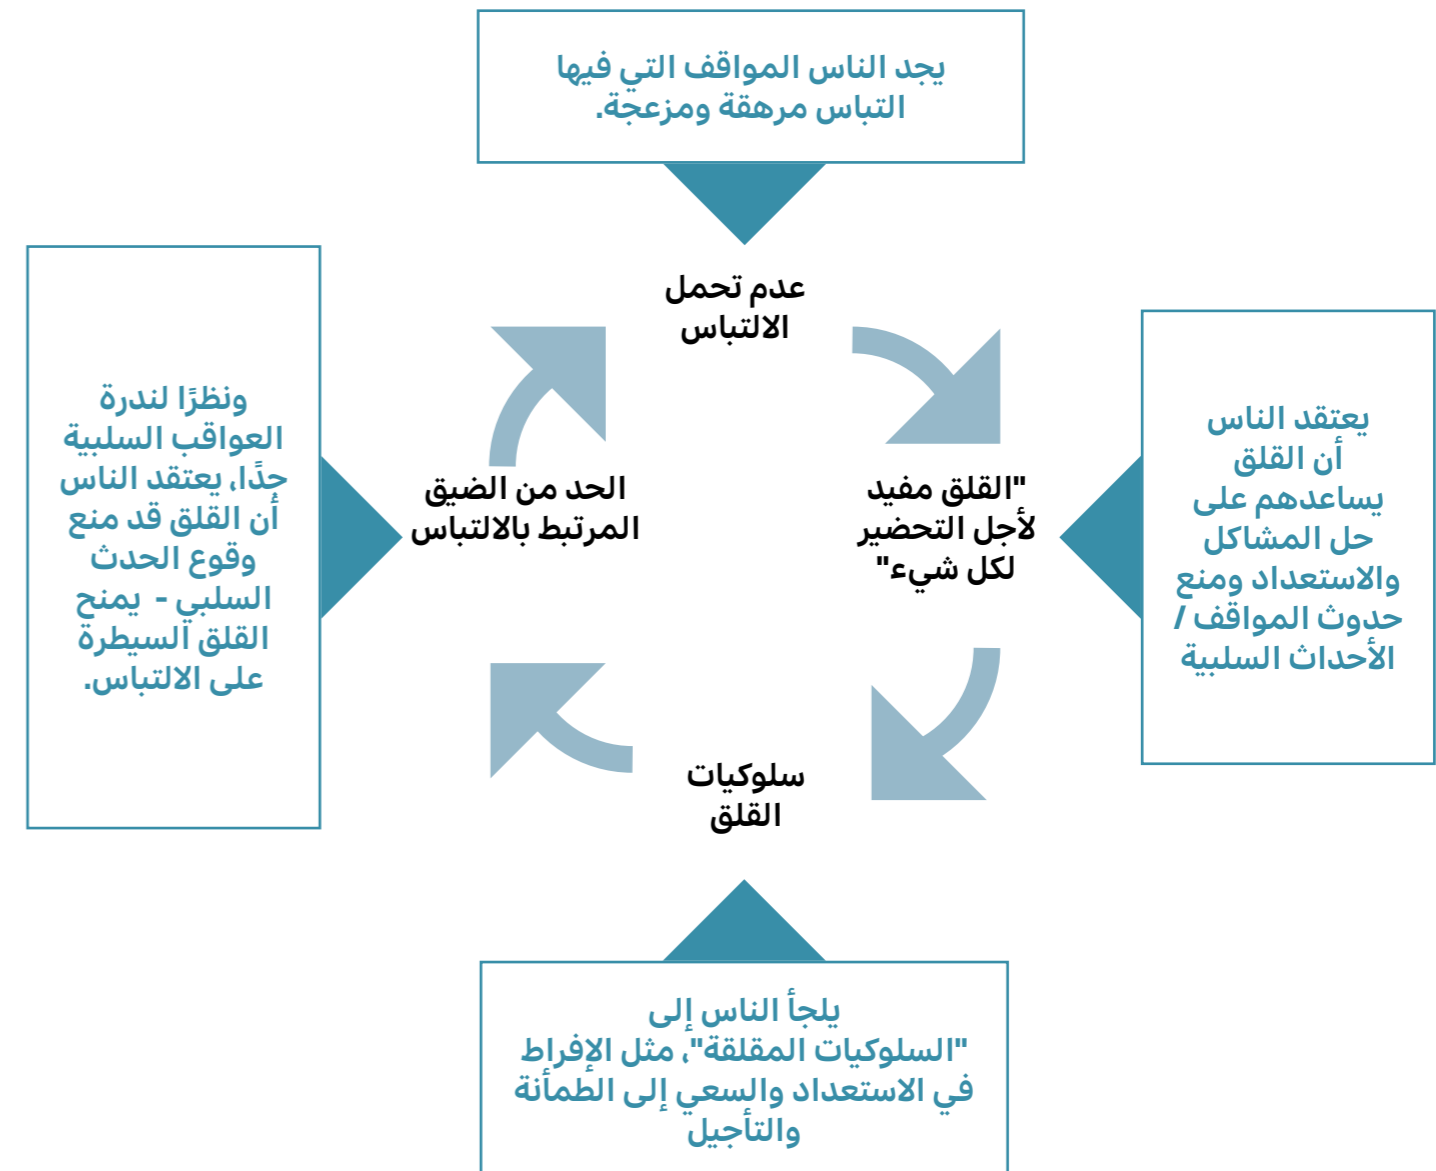 يجد الناس المواقف التي فيها
التباس مرهقة ومزعجة.
عدم تحمل
الالتباس
يعتقد الناس
أن القلق
يساعدهم على
حل المشاكل
والاستعداد ومنع
حدوث المواقف /
الأحداث السلبية
"القلق مفيد
لأجل التحضير
لكل شيء"
سلوكيات
القلق
يلجأ الناس إلى
"السلوكيات المقلقة"، مثل الإفراط
في الاستعداد والسعي إلى الطمأنة
والتأجيل
الحد من الضيق
المرتبط بالالتباس
ونظرًا لندرة
العواقب السلبية
جدًا، يعتقد الناس
أن القلق قد منع
وقوع الحدث
السلبي - يمنح
القلق السيطرة
على الالتباس.